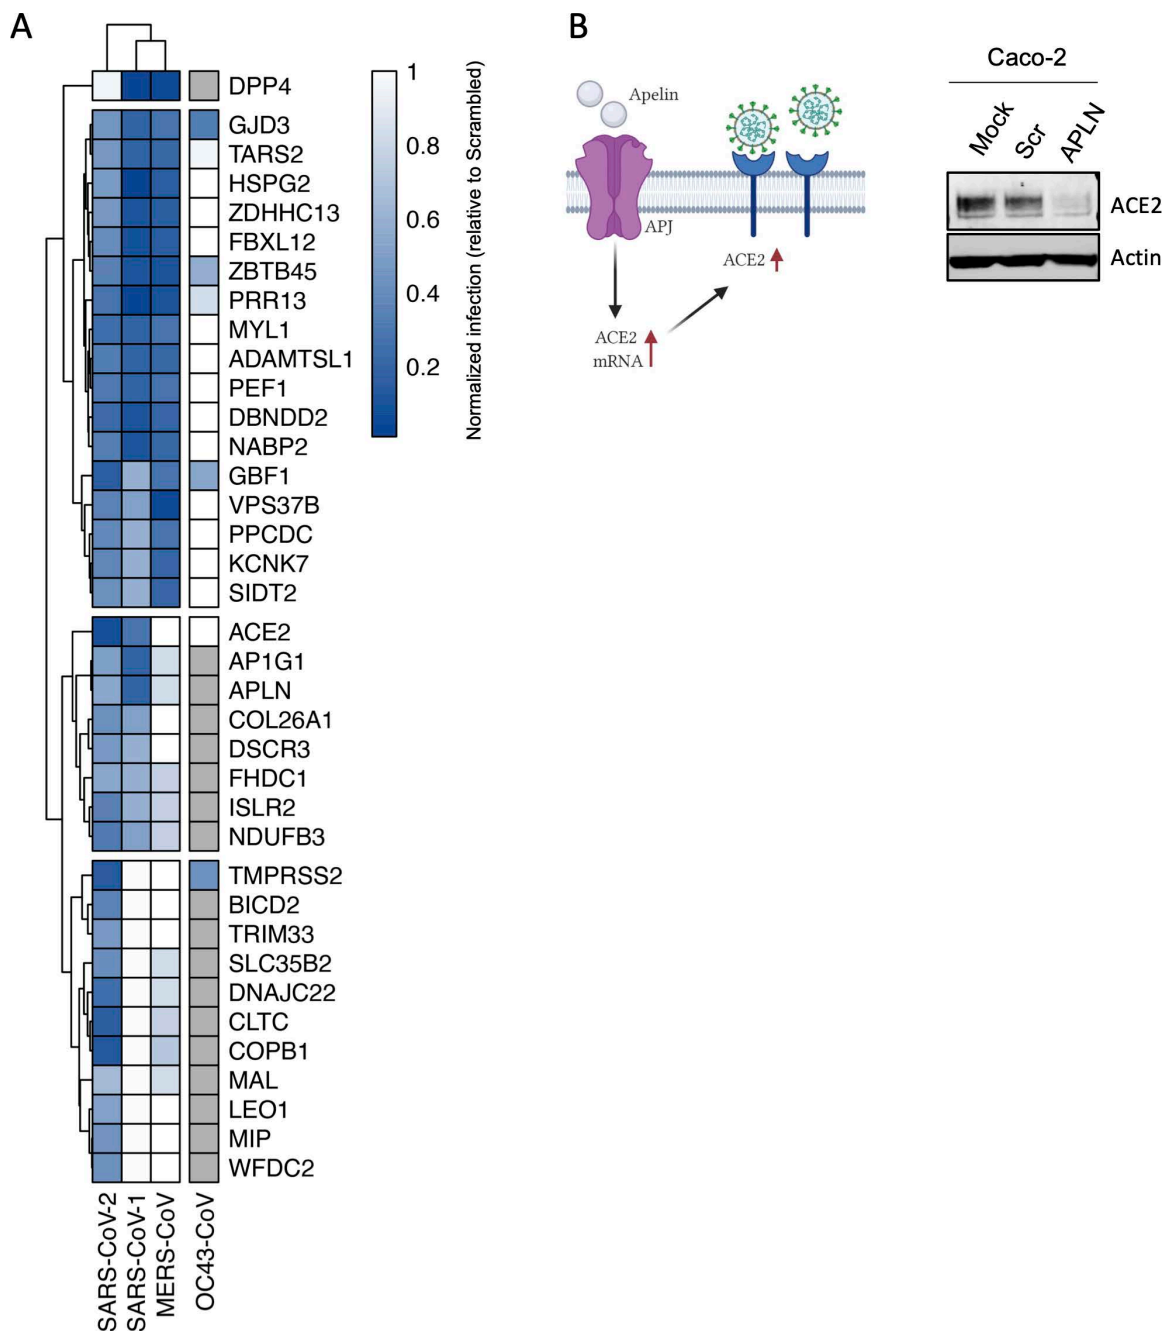 A
DPP4
GJD3
TARS2
HSPG2
ZDHHC13
FBXL12
ZBTB45
PRR13
MYL1
ADAMTSL1
PEF1
DBNDD2
NABP2
GBF1
VPS37B
PPCDC
KCNK7
SIDT2
ACE2
AP1G1
APLN
COL26A1
DSCR3
FHDC1
ISLR2
NDUFB3
TMPRSS2
BICD2
TRIM33
SLC35B2
DNAJC22
CLTC
COPB1
MAL
LEO1
MIP
WFDC2
SARS-CoV-2
SARS-CoV-1
MERS-CoV
OC43-CoV
1
0.8
0.6
0.4
0.2
Normalized infection (relative to Scrambled)
B
Apelin
APJ
ACE2
ACE2
mRNA
Caco-2
Mock
Scr
APLN
ACE2
Actin